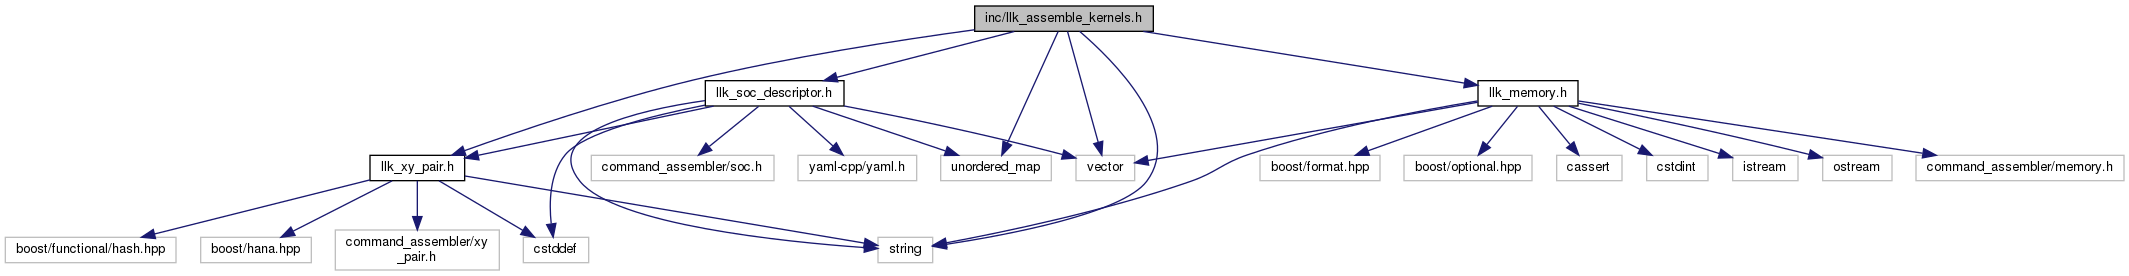 inc/llk_assemble_kernels.h
llk_soc_descriptor.h
llk_memory.h
llk_xy_pair.h
command_assembler/soc.h
yaml-cpp/yaml.h
unordered_map
vector
boost/format.hpp
boost/optional.hpp
cassert
cstdint
istream
ostream
command_assembler/memory.h
boost/functional/hash.hpp
boost/hana.hpp
command_assembler/xy
_pair.h
cstddef
string